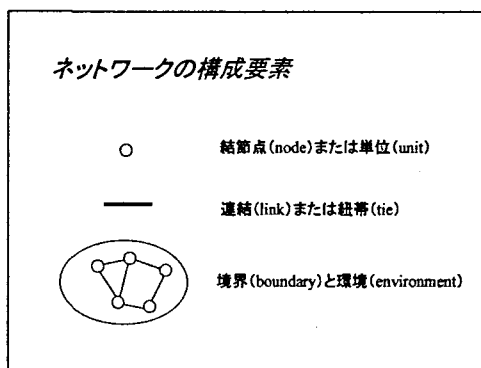 ネットワークの構成要素
結節点(node)または単位(unit)
連結(link)または紐帯(tie)
境界(boundary)と環境(environment)